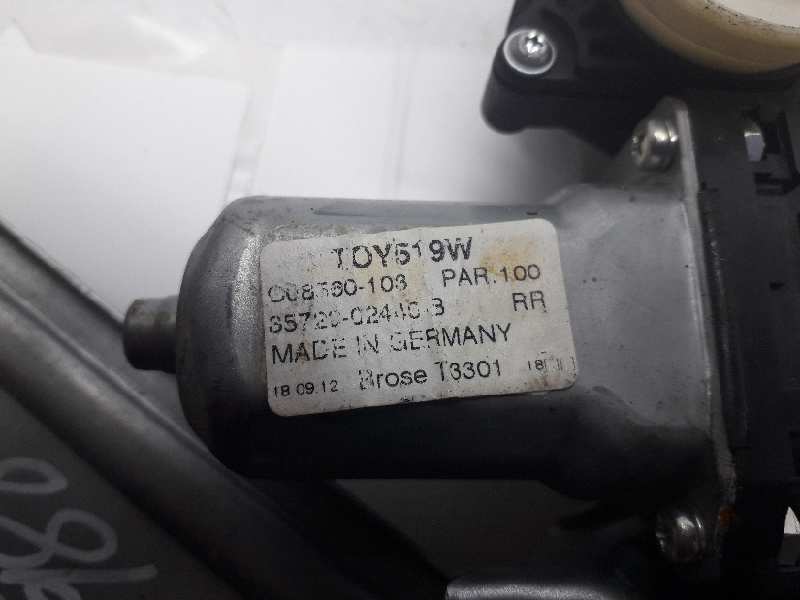 TOY519W
C08560-103 PAR.100
85720-02440-B RR
MADE IN GERMANY
18.09.12 Brose T3301